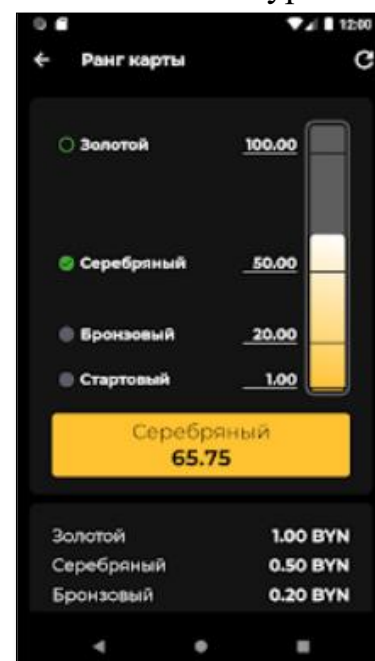 12:00
Ранг карты
Золотой 100.00
Серебряный 50.00
Бронзовый 20.00
Стартовый 1.00
Серебряный
65.75
Золотой 1.00 BYN
Серебряный 0.50 BYN
Бронзовый 0.20 BYN